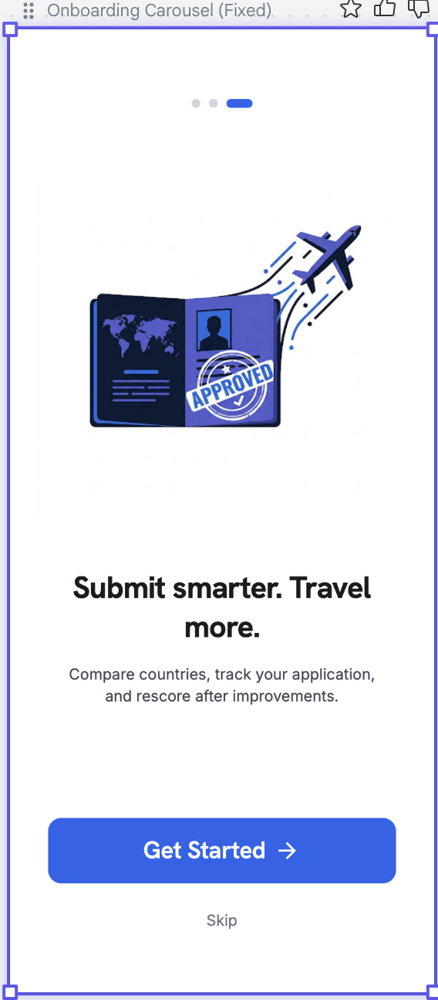 Onboarding Carousel (Fixed)
APPROVED
Submit smarter. Travel
more.
Compare countries, track your application,
and rescore after improvements.
Get Started →
Skip